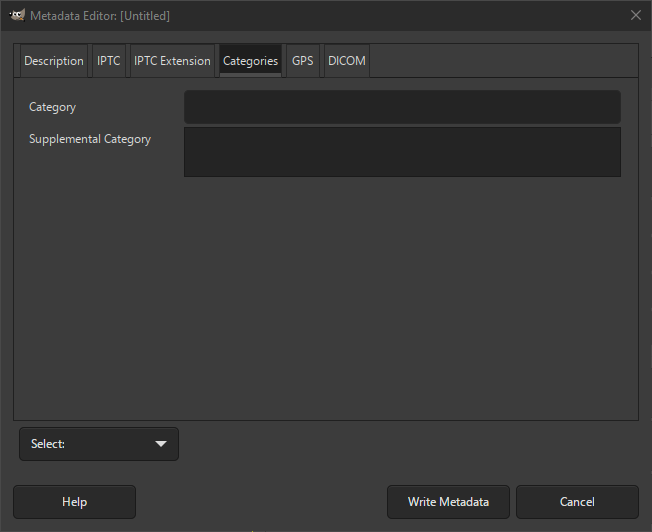 Metadata Editor: [Untitled]
Description IPTC IPTC Extension Categories GPS DICOM
Category
Supplemental Category
Select:
Help Write Metadata Cancel